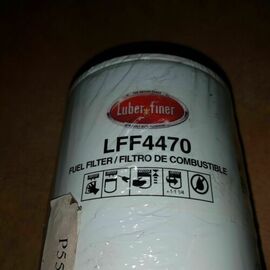 Luber-finer
LFF4470
FUEL FILTER / FILTRO DE COMBUSTIBLE
P55